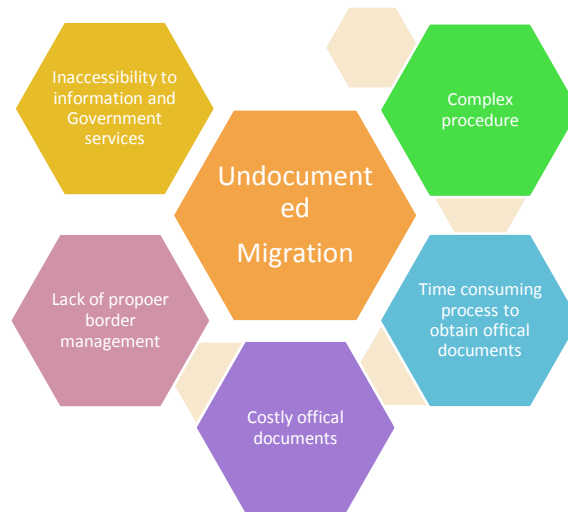 Inaccessibility to
information and
Government
services
Complex
procedure
Undocument
ed
Migration
Time consuming
process to
obtain offical
documents
Lack of propoer
border
management
Costly offical
documents